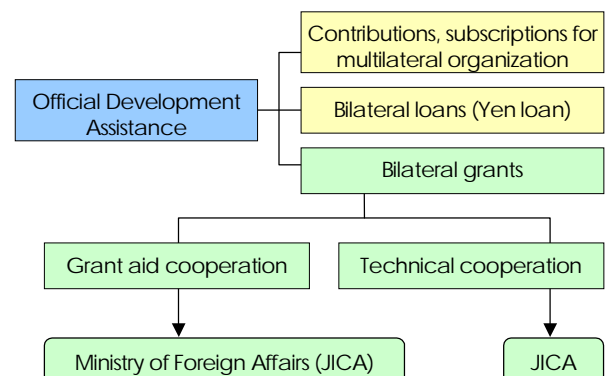 Contributions, subscriptions for
multilateral organization
Official Development
Assistance
Bilateral loans (Yen loan)
Bilateral grants
Grant aid cooperation
Technical cooperation
Ministry of Foreign Affairs (JICA)
JICA